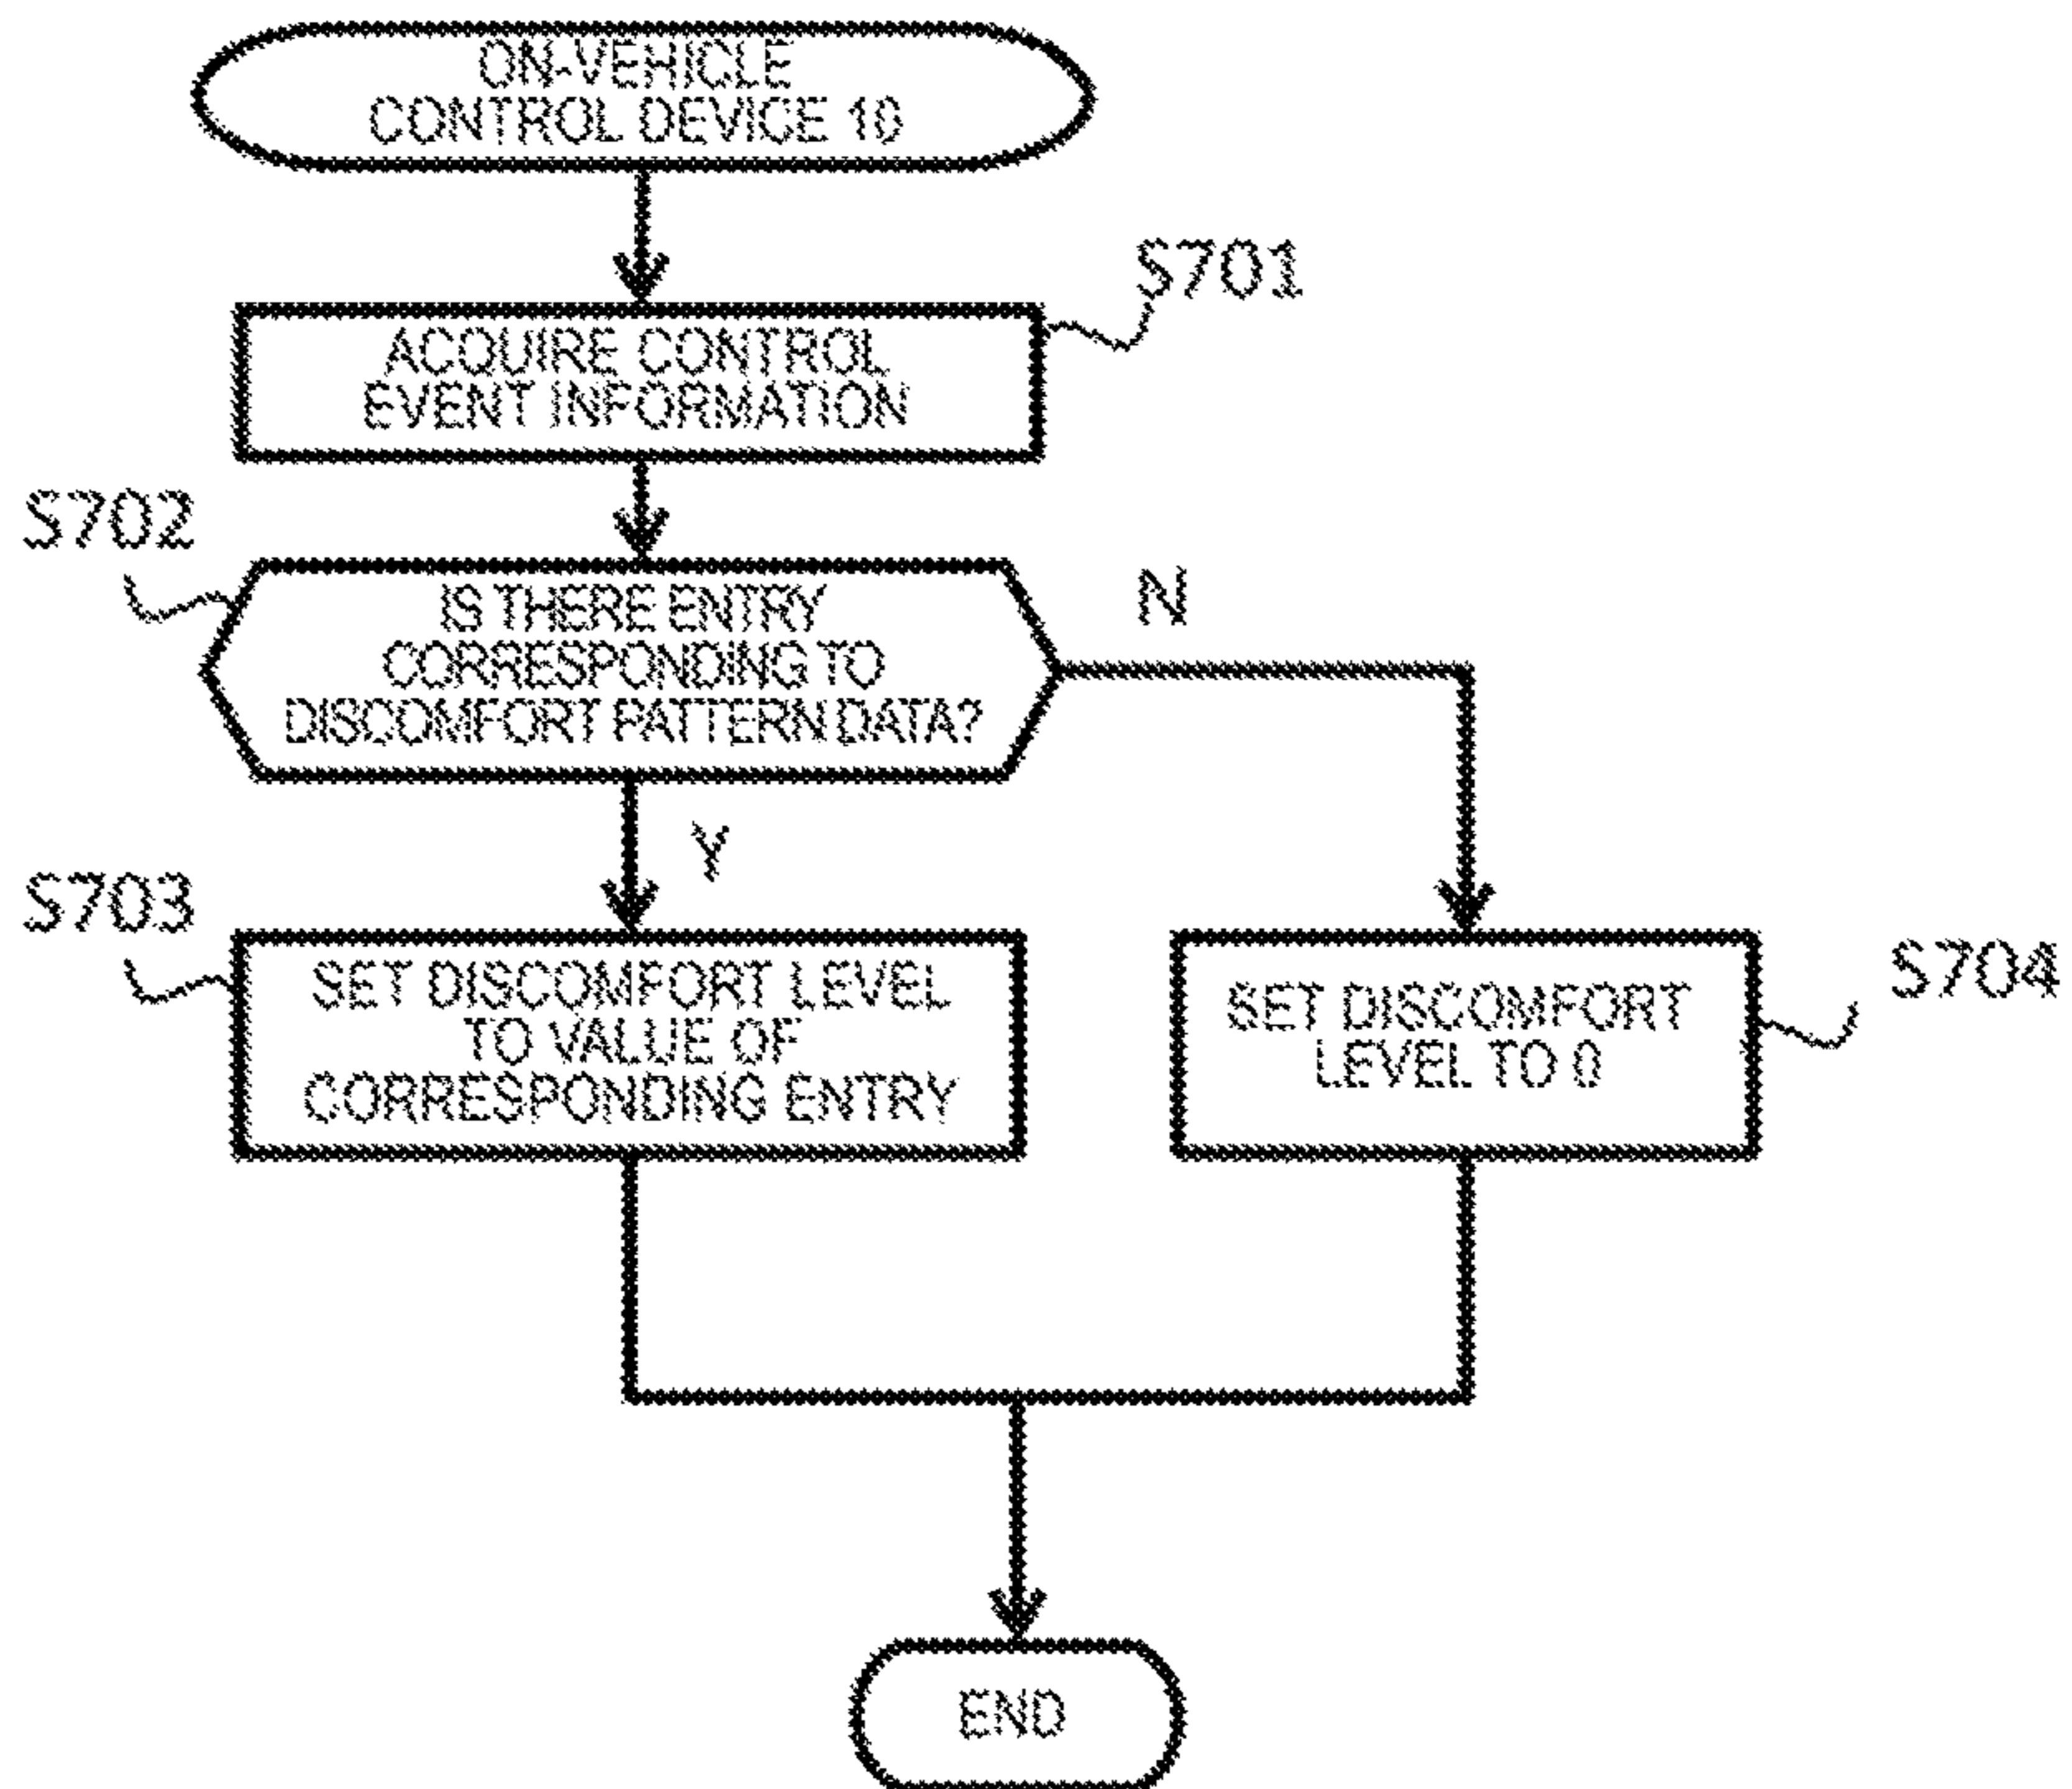 ON-VEHICLE
CONTROL DEVICE 10
S701
ACQUIRE CONTROL
EVENT INFORMATION
S702
IS THERE ENTRY
CORRESPONDING TO
DISCOMFORT PATTERN DATA?
N
Y
S703
SET DISCOMFORT LEVEL
TO VALUE OF
CORRESPONDING ENTRY
S704
SET DISCOMFORT
LEVEL TO 0
END